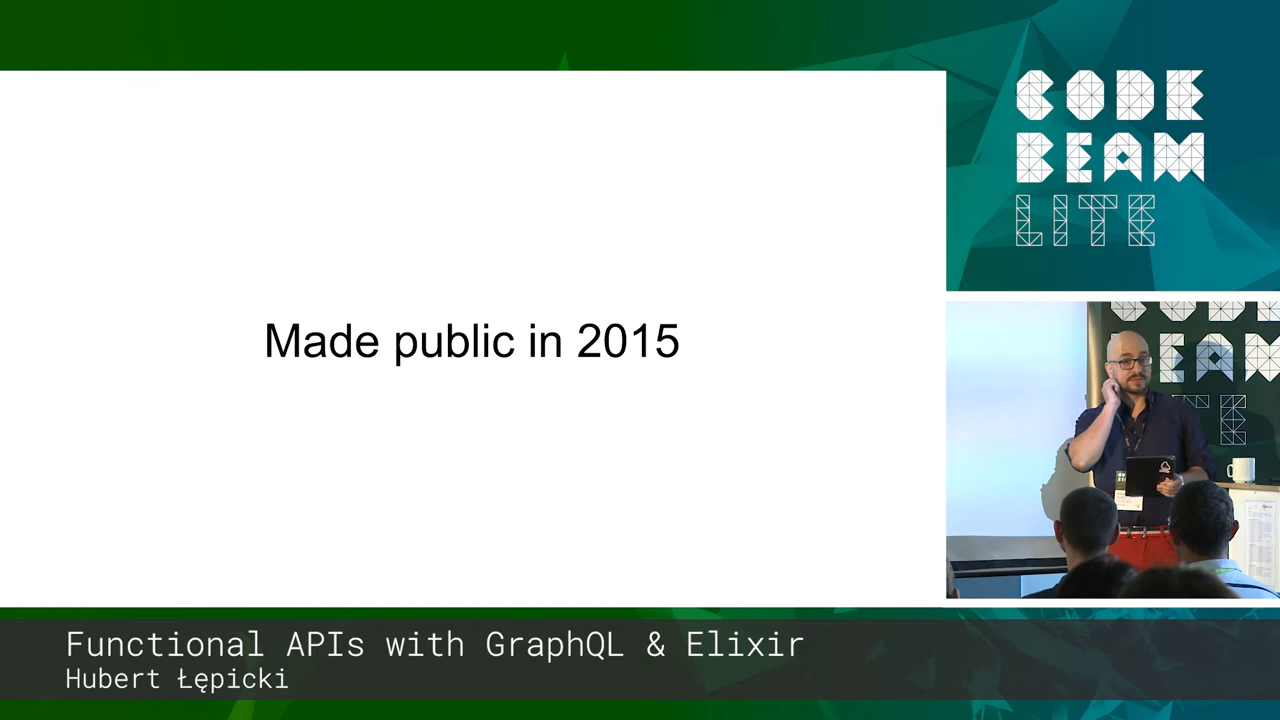 Made public in 2015
CODE
BEAM
LITE
Functional APIs with GraphQL & Elixir
Hubert Łępicki